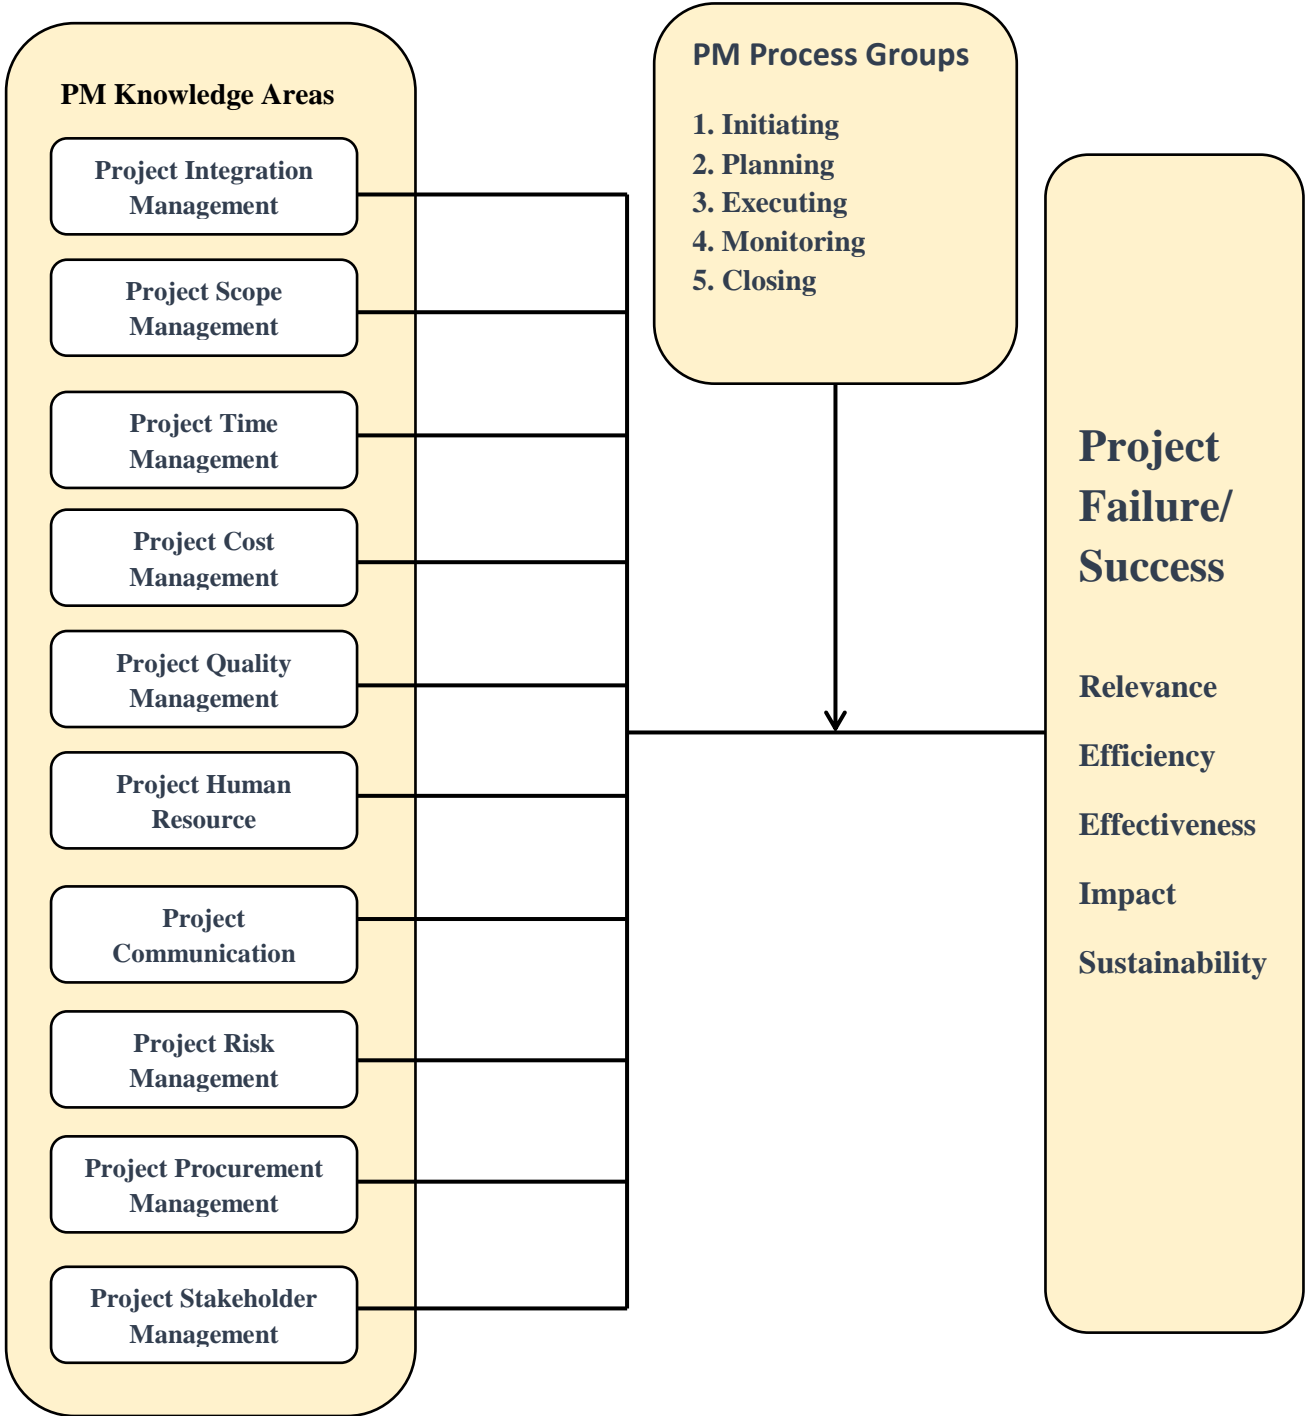 PM Knowledge Areas
Project Integration
Management
Project Scope
Management
Project Time
Management
Project Cost
Management
Project Quality
Management
Project Human
Resource
Project
Communication
Project Risk
Management
Project Procurement
Management
Project Stakeholder
Management
PM Process Groups
1. Initiating
2. Planning
3. Executing
4. Monitoring
5. Closing
Project
Failure/
Success
Relevance
Efficiency
Effectiveness
Impact
Sustainability